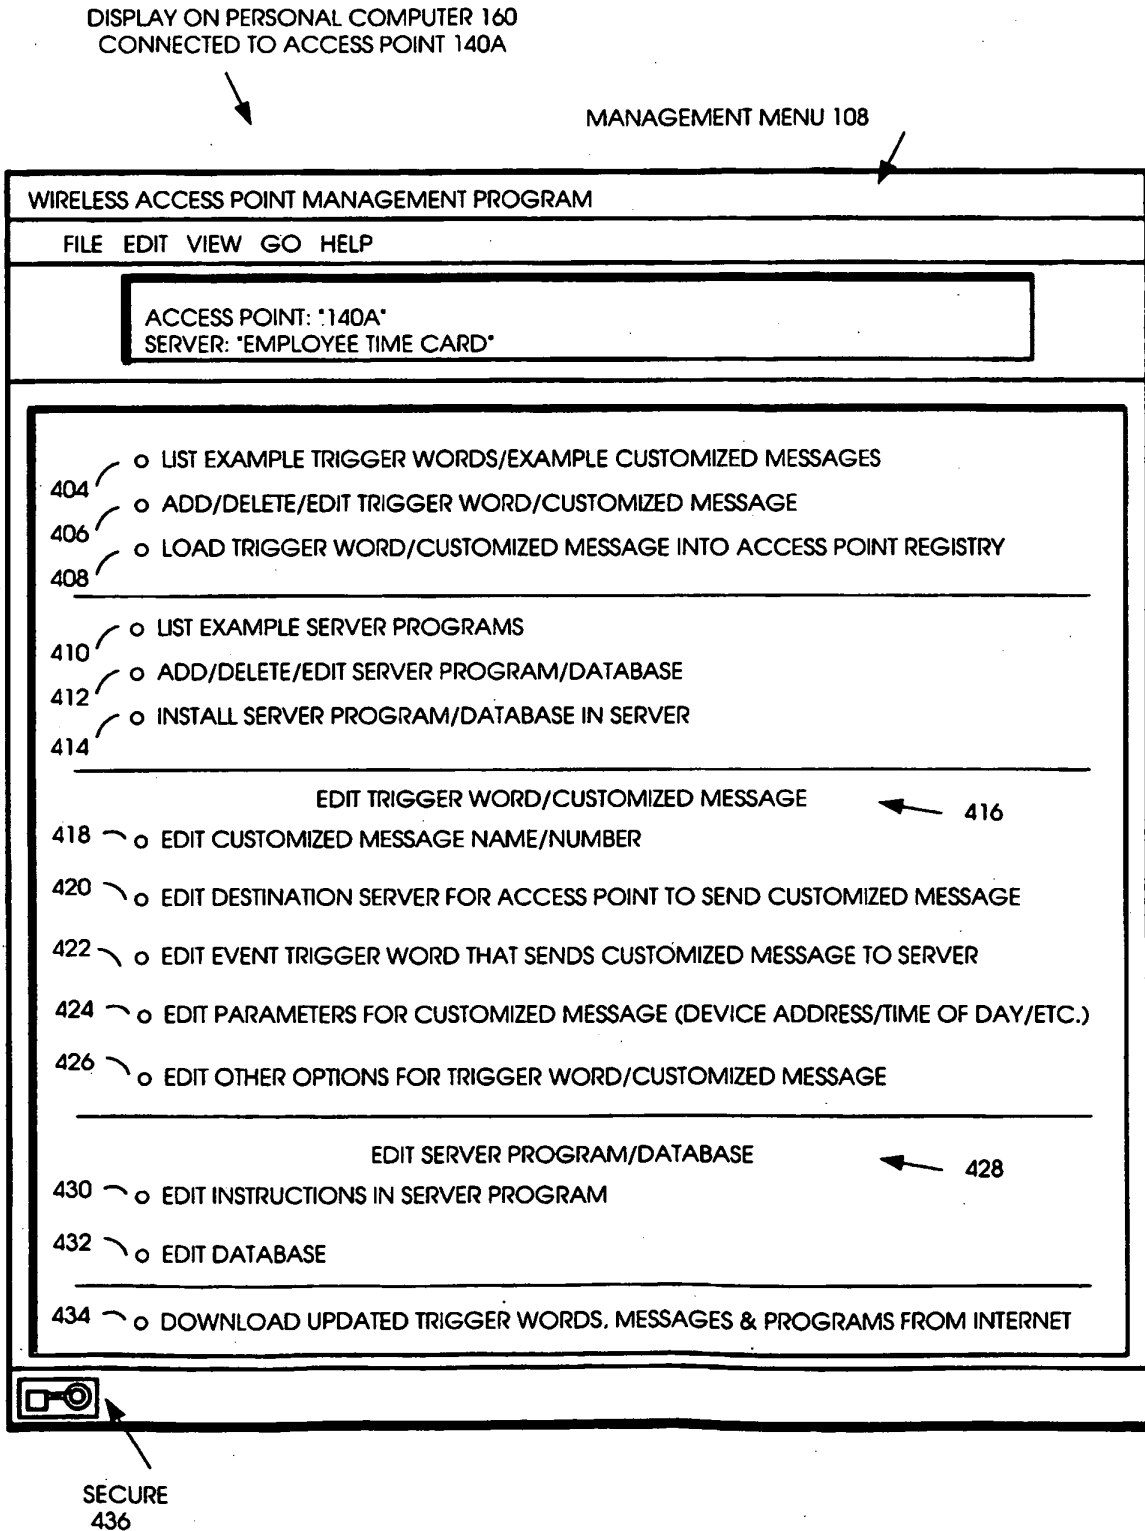 DISPLAY ON PERSONAL COMPUTER 160
CONNECTED TO ACCESS POINT 140A
MANAGEMENT MENU 108
WIRELESS ACCESS POINT MANAGEMENT PROGRAM
FILE EDIT VIEW GO HELP
ACCESS POINT: "140A"
SERVER: "EMPLOYEE TIME CARD"
404 LIST EXAMPLE TRIGGER WORDS/EXAMPLE CUSTOMIZED MESSAGES
406 ADD/DELETE/EDIT TRIGGER WORD/CUSTOMIZED MESSAGE
408 LOAD TRIGGER WORD/CUSTOMIZED MESSAGE INTO ACCESS POINT REGISTRY
410 LIST EXAMPLE SERVER PROGRAMS
412 ADD/DELETE/EDIT SERVER PROGRAM/DATABASE
414 INSTALL SERVER PROGRAM/DATABASE IN SERVER
EDIT TRIGGER WORD/CUSTOMIZED MESSAGE 416
418 EDIT CUSTOMIZED MESSAGE NAME/NUMBER
420 EDIT DESTINATION SERVER FOR ACCESS POINT TO SEND CUSTOMIZED MESSAGE
422 EDIT EVENT TRIGGER WORD THAT SENDS CUSTOMIZED MESSAGE TO SERVER
424 EDIT PARAMETERS FOR CUSTOMIZED MESSAGE (DEVICE ADDRESS/TIME OF DAY/ETC.)
426 EDIT OTHER OPTIONS FOR TRIGGER WORD/CUSTOMIZED MESSAGE
EDIT SERVER PROGRAM/DATABASE 428
430 EDIT INSTRUCTIONS IN SERVER PROGRAM
432 EDIT DATABASE
434 DOWNLOAD UPDATED TRIGGER WORDS, MESSAGES & PROGRAMS FROM INTERNET
SECURE
436